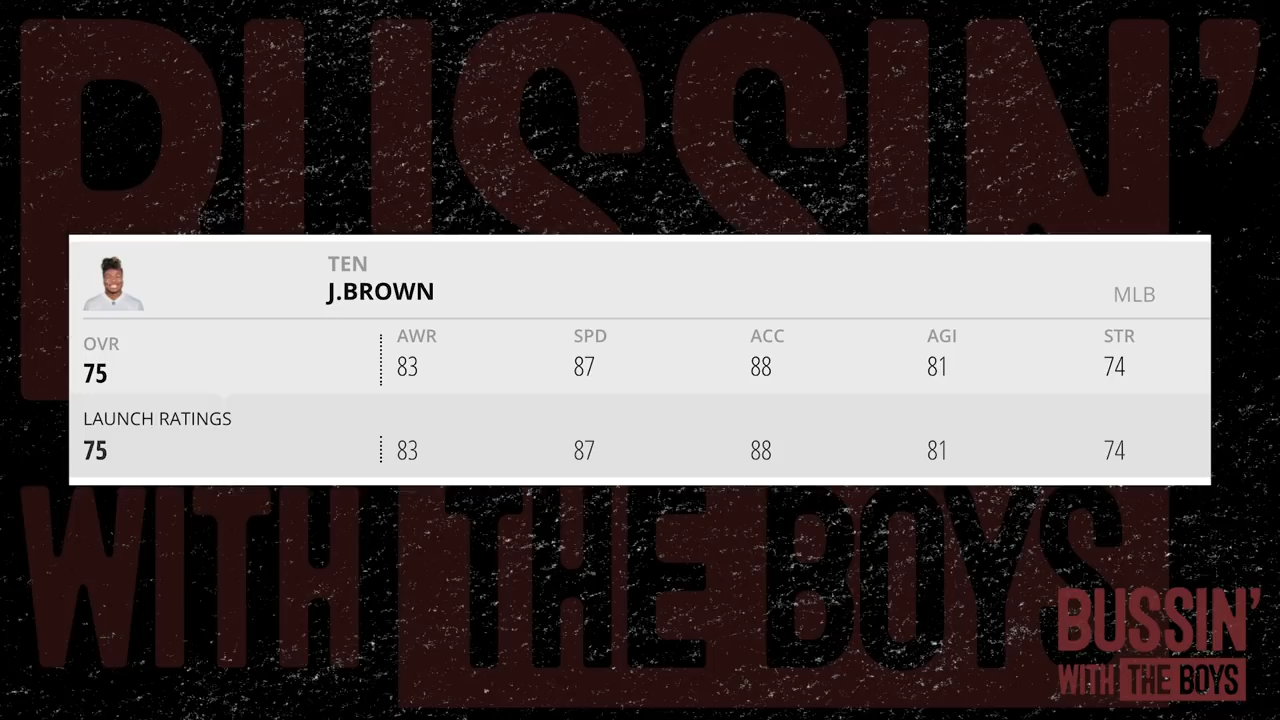 BUSSIN'
TEN
J.BROWN
MLB
OVR AWR SPD ACC AGI STR
75 83 87 88 81 74
LAUNCH RATINGS
75 83 87 88 81 74
WITH THE BOYS
BUSSIN'
WITH THE BOYS